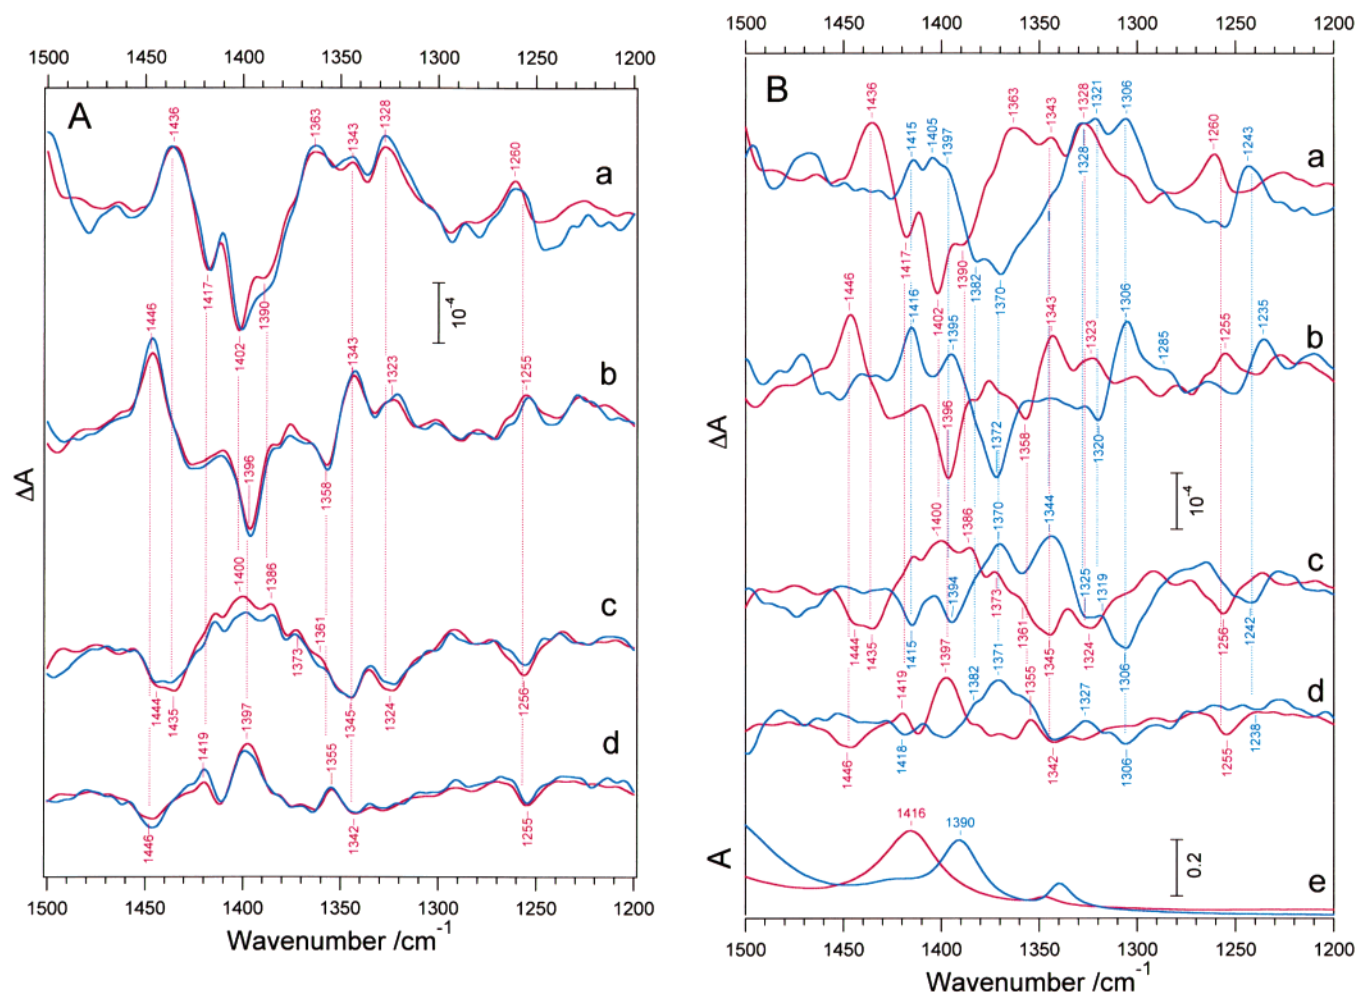 1500 1450 1400 1350 1300 1250 1200
A
1436 1363 1343 1328 1260
a
1417 1390
1402
10-4
1446 1343 1323 1255
b
1396 1358
1400 1386 1361
c
1373
1444 1435 1345 1324 1256
1419 1397 1355
d
1446 1342 1255
ΔA
1500 1450 1400 1350 1300 1250 1200
Wavenumber /cm-1
1500 1450 1400 1350 1300 1250 1200
B
1436 1415 1405 1397 1363 1343 1328 1321 1306 1260 1243
a
1328
1417 1402 1390 1382 1370
1446 1416 1395 1343 1323 1306 1285 1255 1235
b
1396 1372 1358 1320
10-4
ΔA
1400 1386 1370 1344
c
1394 1373 1325 1319
1444 1435 1415 1361 1345 1324 1306 1256 1242
1419 1397 1382 1371 1355 1327
d
1446 1418 1342 1306 1255 1238
1416 1390
0.2
A
e
1500 1450 1400 1350 1300 1250 1200
Wavenumber /cm-1